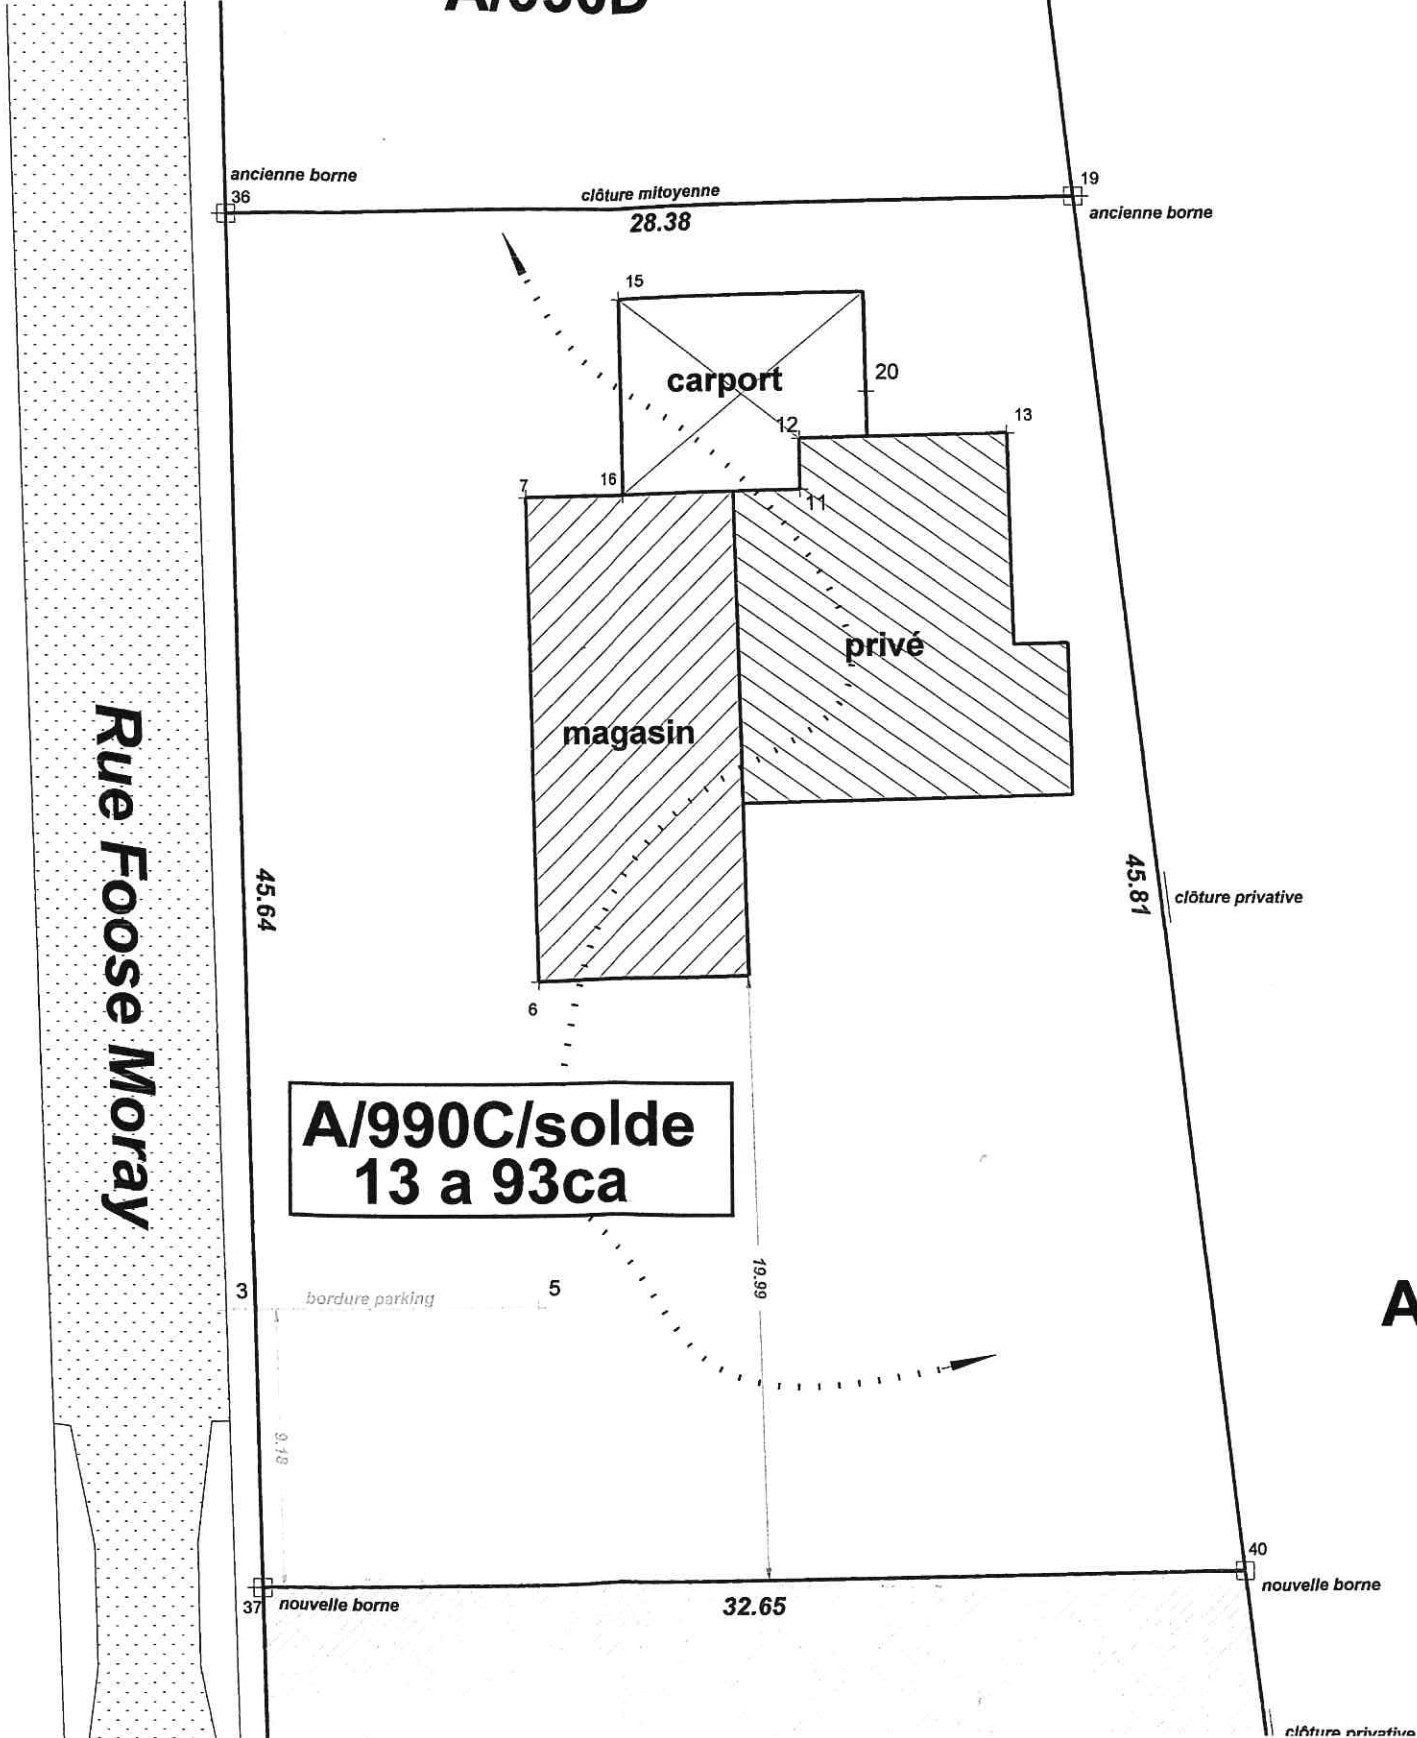 ancienne borne
36
clôture mitoyenne
28.38
19
ancienne borne
15
carport
20
12
13
7
16
11
privé
magasin
Rue Foose Moray
45.64
45.81
clôture privative
6
A/990C/solde
13 a 93ca
3
bordure parking
5
19.99
A
9.18
40
nouvelle borne
37
nouvelle borne
32.65
clôture privative